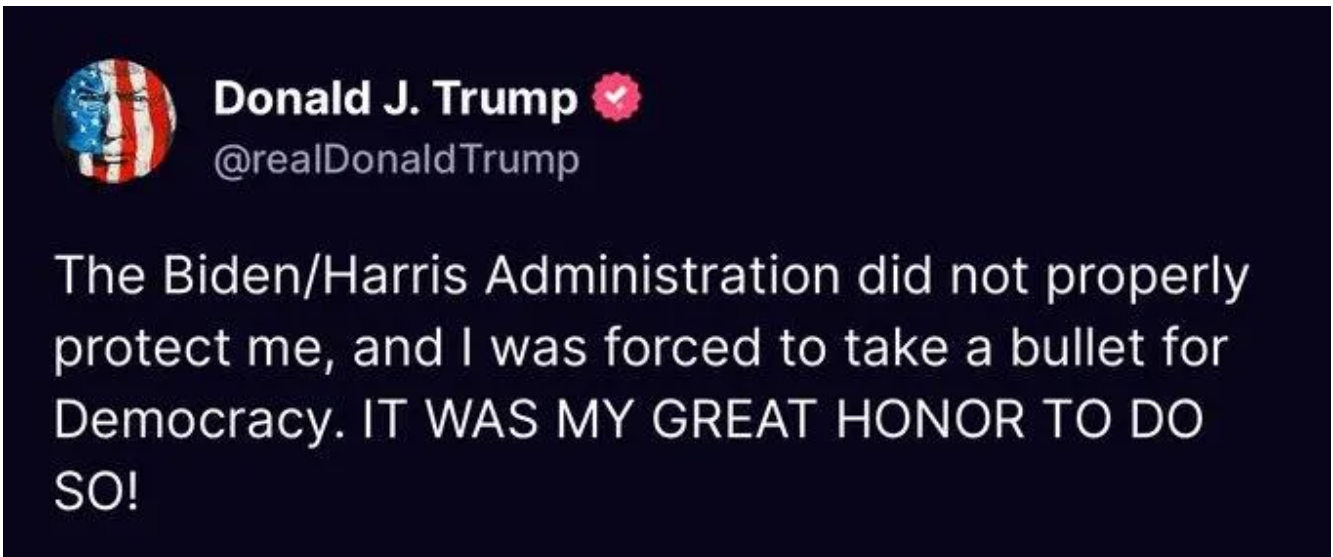 Donald J. Trump
@realDonaldTrump
The Biden/Harris Administration did not properly
protect me, and I was forced to take a bullet for
Democracy. IT WAS MY GREAT HONOR TO DO
SO!